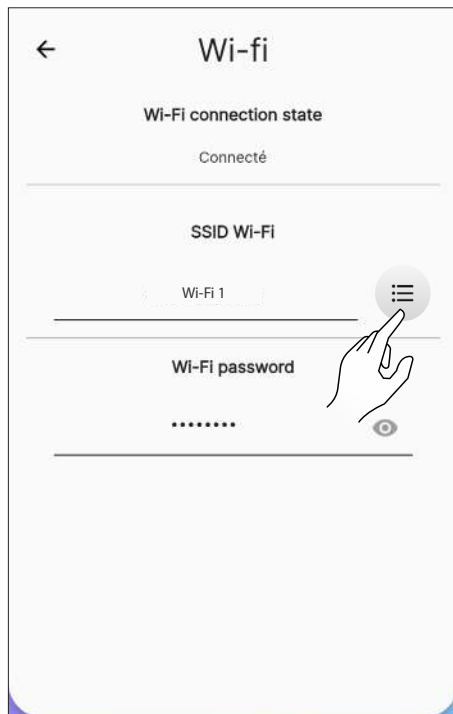 Wi-fi
Wi-Fi connection state
Connecté
SSID Wi-Fi
Wi-Fi 1
Wi-Fi password
••••••••